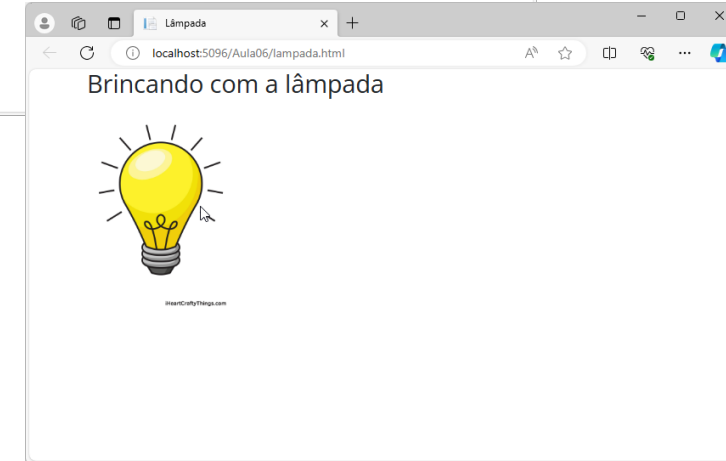 Lâmpada
localhost:5096/Aula06/lampada.html
Brincando com a lâmpada
iHeartCraftyThings.com